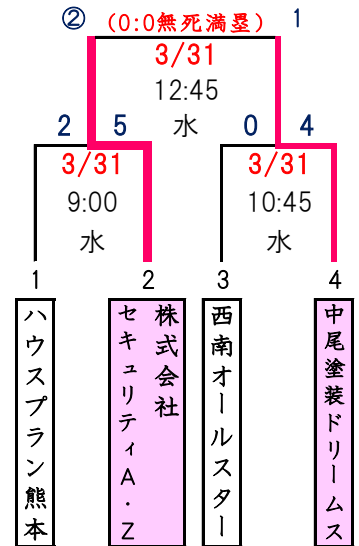 ② (0:0無死満塁) 1
3/31
12:45
水
2 5 0 4
3/31 3/31
9:00 10:45
水 水
1 2 3 4
ハウスプラン熊本
株式会社
セキュリティA・Z
西南オールスター
中尾塗装ドリームス